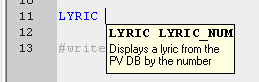 11 LYRIC
LYRIC LYRIC_NUM
12 Displays a lyric from the
PV DB by the number
13 #write